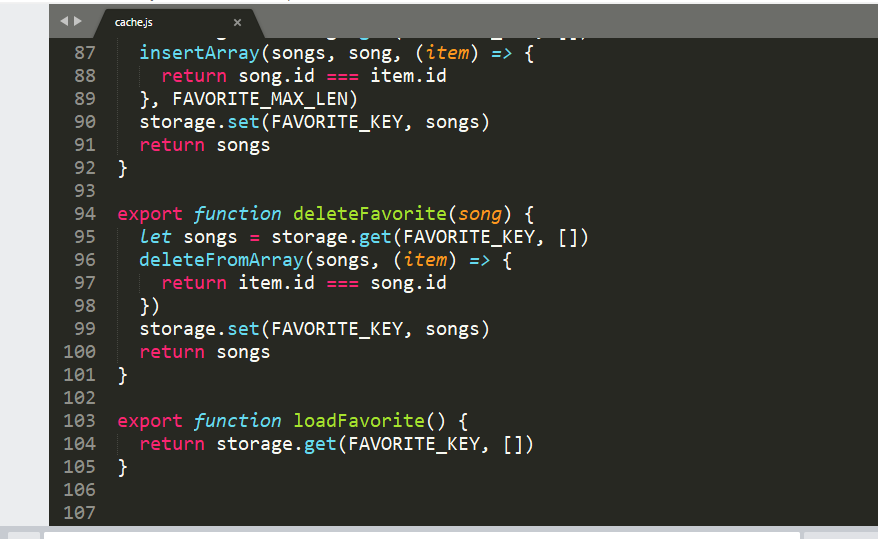 cache.js ×
87 insertArray(songs, song, (item) => {
88 return song.id === item.id
89 }, FAVORITE_MAX_LEN)
90 storage.set(FAVORITE_KEY, songs)
91 return songs
92 }
93
94 export function deleteFavorite(song) {
95 let songs = storage.get(FAVORITE_KEY, [])
96 deleteFromArray(songs, (item) => {
97 return item.id === song.id
98 })
99 storage.set(FAVORITE_KEY, songs)
100 return songs
101 }
102
103 export function loadFavorite() {
104 return storage.get(FAVORITE_KEY, [])
105 }
106
107